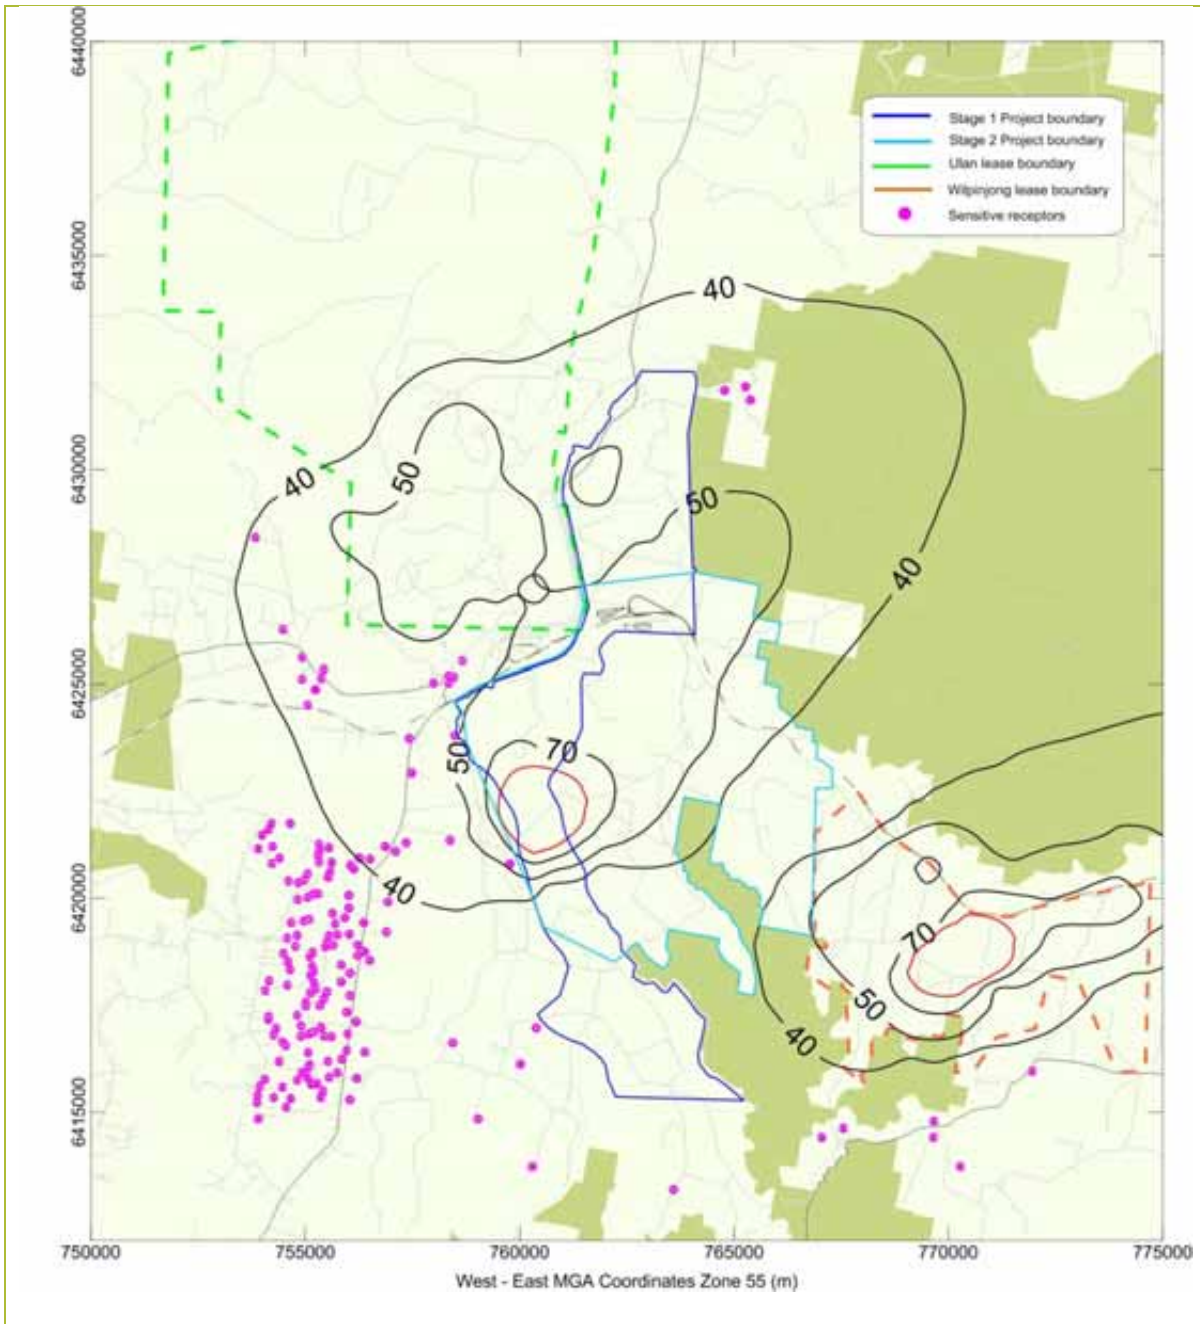 6440000
Stage 1 Project boundary
Stage 2 Project boundary
Ulan lease boundary
Wilpinjong lease boundary
Sensitive receptors
6435000
40
6430000
40
50
50
40
6425000
50
70
6420000
40
70
50
40
6415000
750000 755000 760000 765000 770000 775000
West - East MGA Coordinates Zone 55 (m)